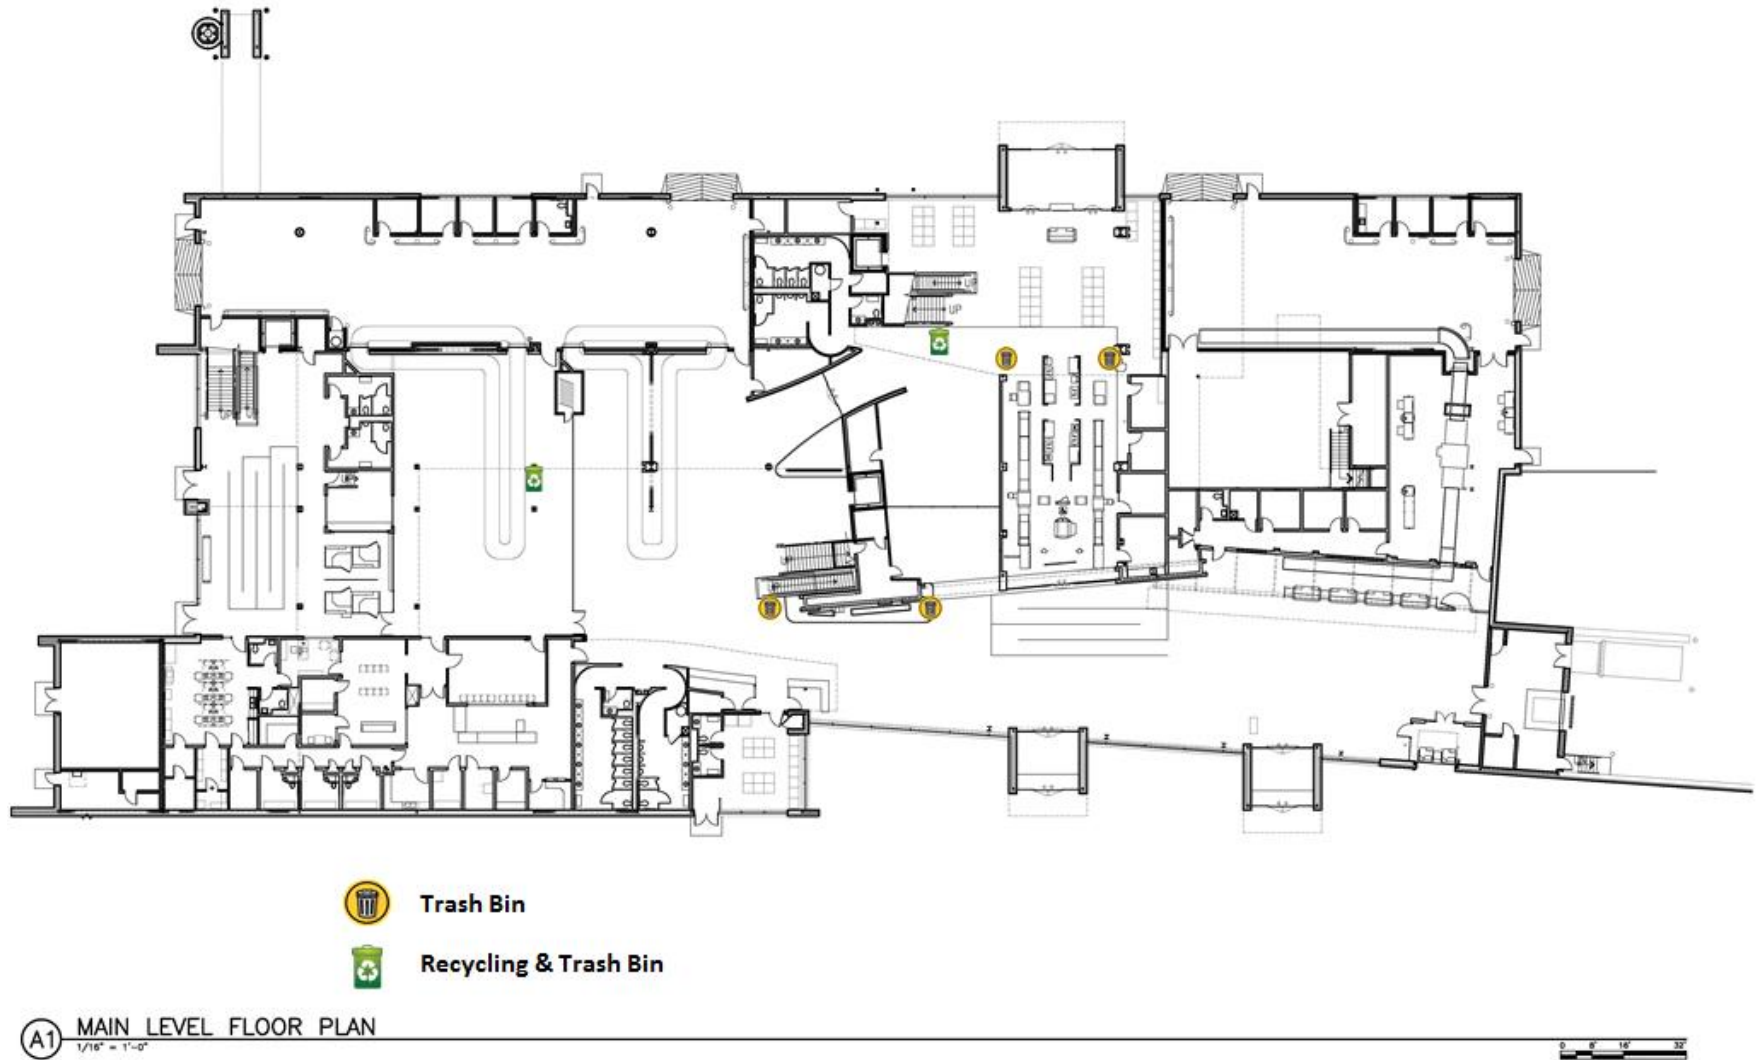 UP
UP
Trash Bin
Recycling & Trash Bin
A1
MAIN LEVEL FLOOR PLAN
1/16" = 1'-0"
0 8' 16' 32'